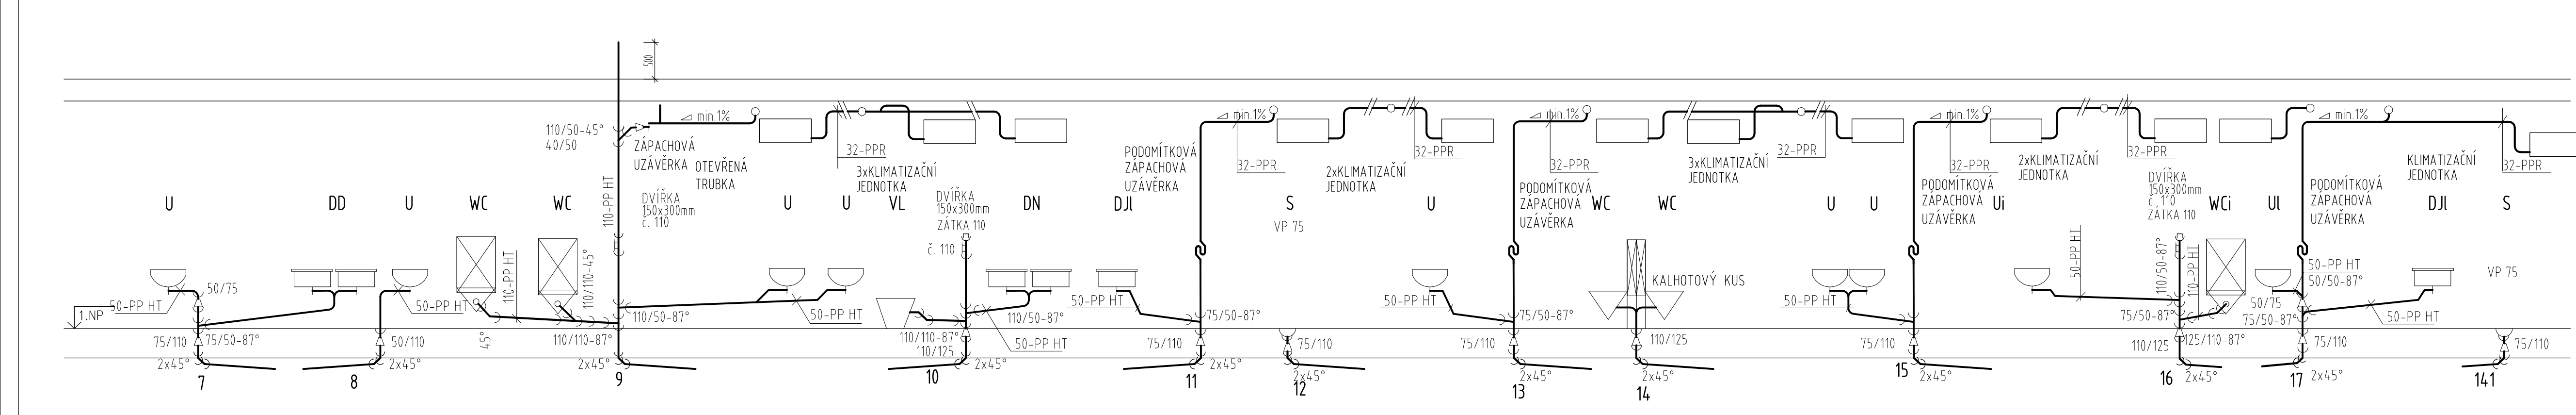 500
110/50-45°
40/50
ZÁPACHOVÁ
UZÁVĚRKA
OTEVŘENÁ
TRUBKA
min.1%
32-PPR
3xKLIMATIZAČNÍ
JEDNOTKA
PODOMÍTKOVÁ
ZÁPACHOVÁ
UZÁVĚRKA
min.1%
32-PPR
2xKLIMATIZAČNÍ
JEDNOTKA
32-PPR
min.1%
32-PPR
PODOMÍTKOVÁ
ZÁPACHOVÁ
UZÁVĚRKA
3xKLIMATIZAČNÍ
JEDNOTKA
32-PPR
min.1%
32-PPR
PODOMÍTKOVÁ
ZÁPACHOVÁ
UZÁVĚRKA
2xKLIMATIZAČNÍ
JEDNOTKA
32-PPR
min.1%
PODOMÍTKOVÁ
ZÁPACHOVÁ
UZÁVĚRKA
KLIMATIZAČNÍ
JEDNOTKA
32-PPR
110-PP HT
DVÍŘKA
150x300mm
č. 110
DVÍŘKA
150x300mm
ZÁTKA 110
č. 110
DVÍŘKA
150x300mm
č. 110
ZÁTKA 110
U
DD
U
WC
WC
U
U
VL
DN
DJl
S
VP 75
U
WC
WC
U
U
Ui
WCi
Ul
DJl
S
VP 75
1.NP
50-PP HT
50/75
50-PP HT
110-PP HT
45°
110/110-45°
110/50-87°
50-PP HT
110/50-87°
50-PP HT
50-PP HT
75/50-87°
50-PP HT
75/50-87°
KALHOTOVÝ KUS
50-PP HT
50-PP HT
110/50-87°
110-PP HT
75/50-87°
50/75
75/50-87°
50-PP HT
50/50-87°
50-PP HT
75/110
75/50-87°
50/110
110/110-87°
110/110-87°
110/125
75/110
75/110
75/110
110/125
75/110
110/125
125/110-87°
75/110
75/110
2x45°
7
8
2x45°
2x45°
9
10
2x45°
11
2x45°
12
2x45°
13
2x45°
14
2x45°
15
2x45°
16
2x45°
17
2x45°
141